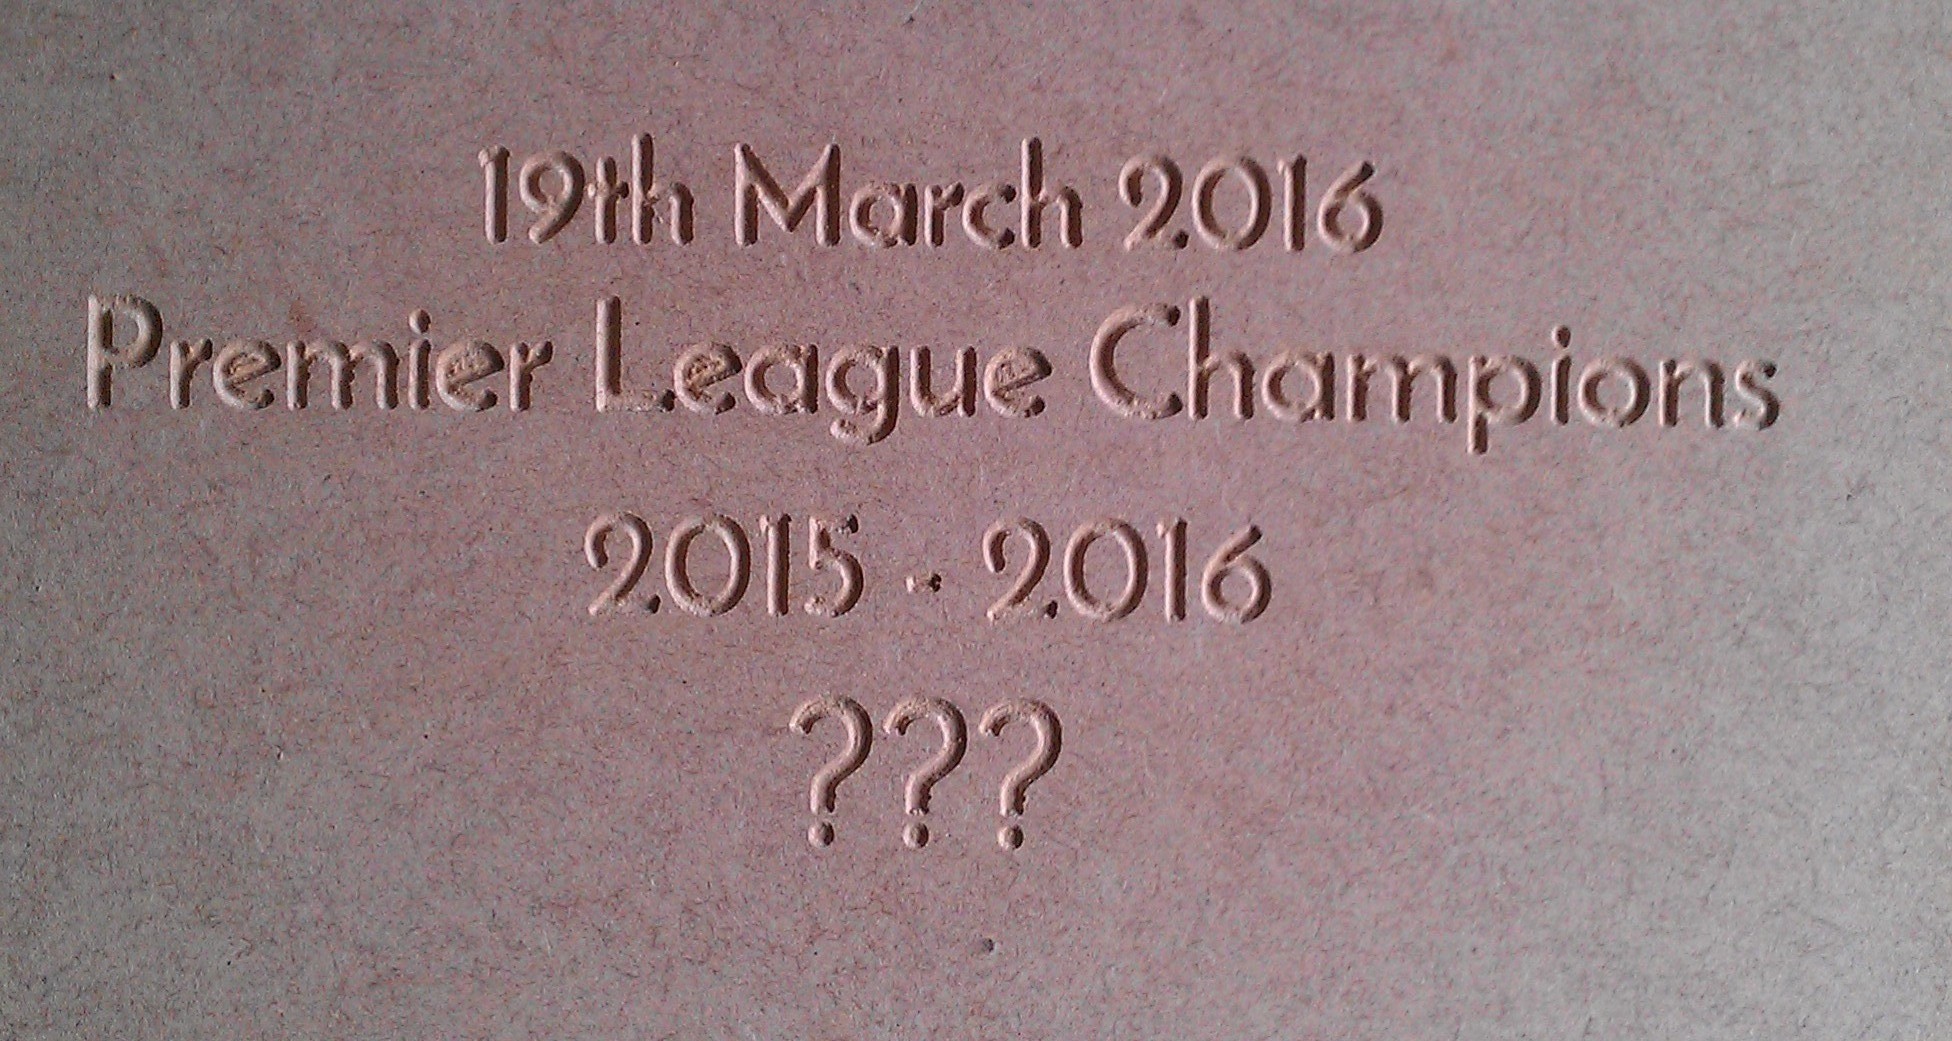 19th March 2016
Premier League Champions
2015 - 2016
???